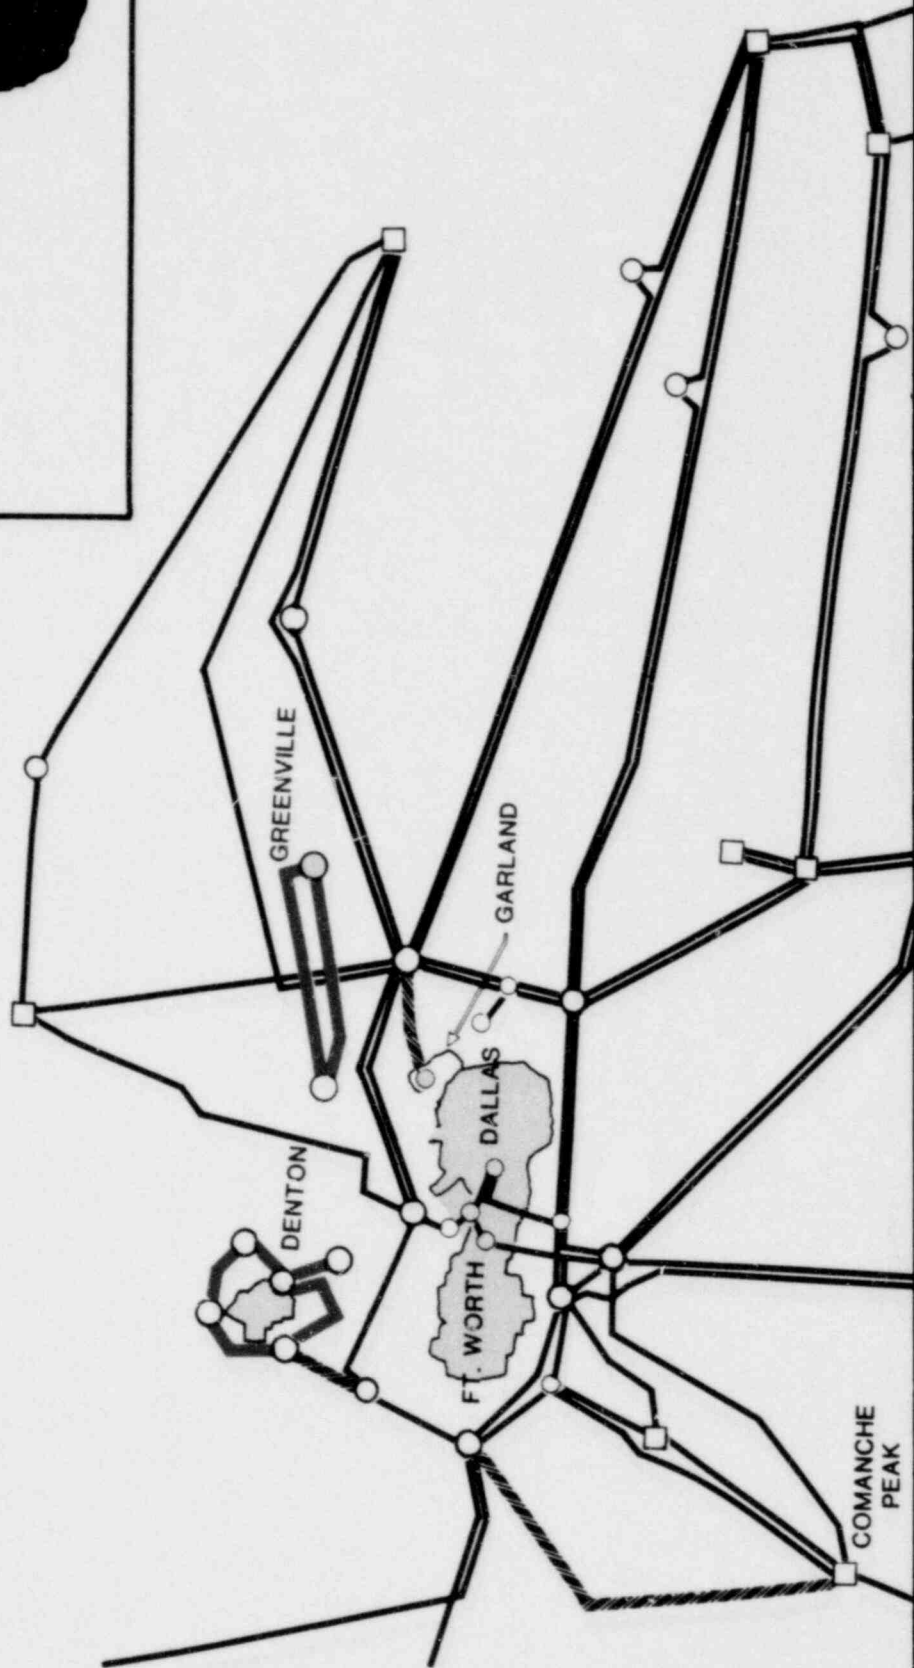 GREENVILLE
GARLAND
DENTON
DALLAS
FT. WORTH
COMANCHE
PEAK